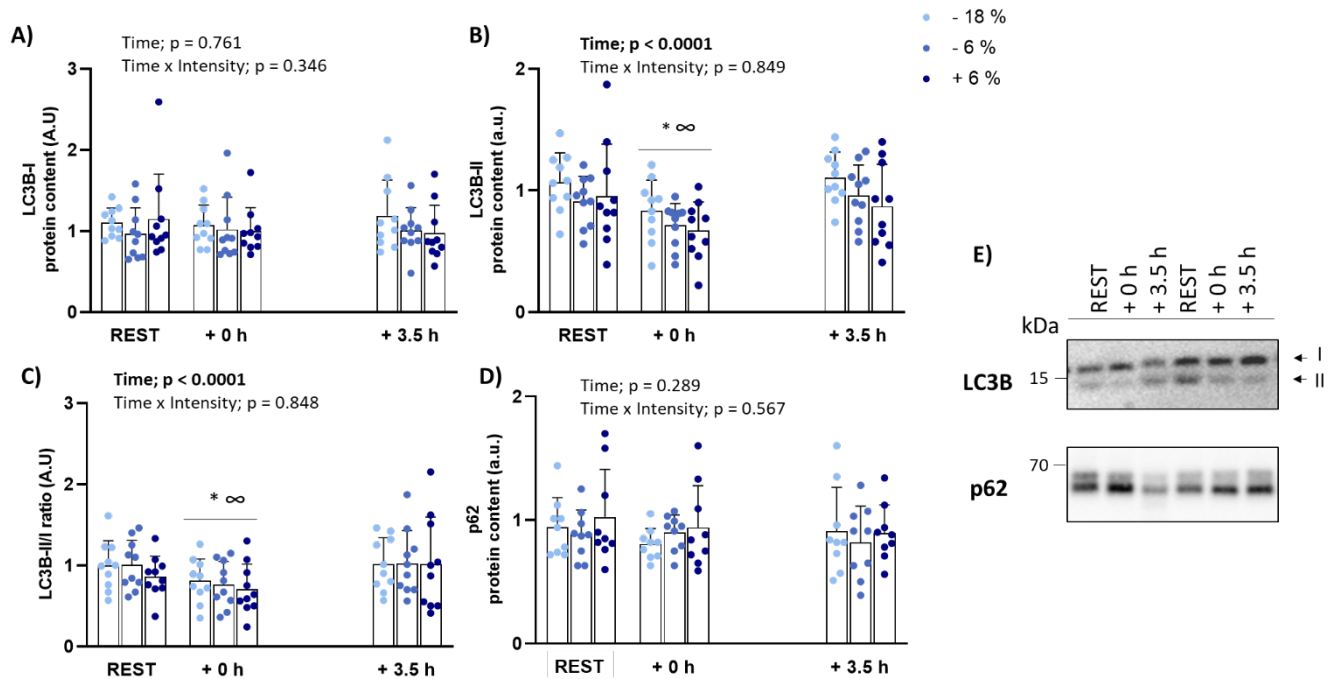 A)
Time; p = 0.761
Time x Intensity; p = 0.346
LC3B-I
protein content (A.U)
3
2
1
0
REST + 0 h + 3.5 h
B)
Time; p < 0.0001
Time x Intensity; p = 0.849
LC3B-II
protein content (a.u.)
2
1
0
* ∞
REST + 0 h + 3.5 h
- 18 %
- 6 %
+ 6 %
C)
Time; p < 0.0001
Time x Intensity; p = 0.848
LC3B-II/I ratio (A.U)
3
2
1
0
* ∞
REST + 0 h + 3.5 h
D)
Time; p = 0.289
Time x Intensity; p = 0.567
p62
protein content (a.u.)
2
1
0
REST + 0 h + 3.5 h
E)
REST + 0 h + 3.5 h REST + 0 h + 3.5 h
kDa
LC3B 15 I
II
70
p62